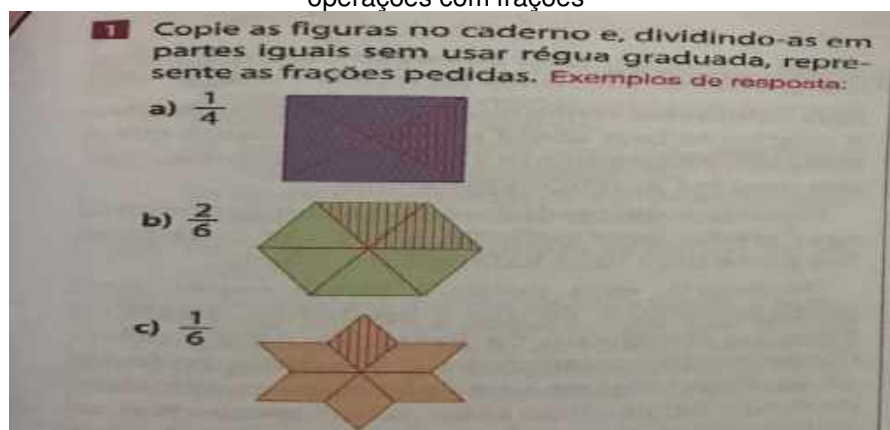 operações com frações
1 Copie as figuras no caderno e, dividindo-as em
partes iguais sem usar régua graduada, repre-
sente as frações pedidas. Exemplos de resposta:
a) 1/4
b) 2/6
c) 1/6